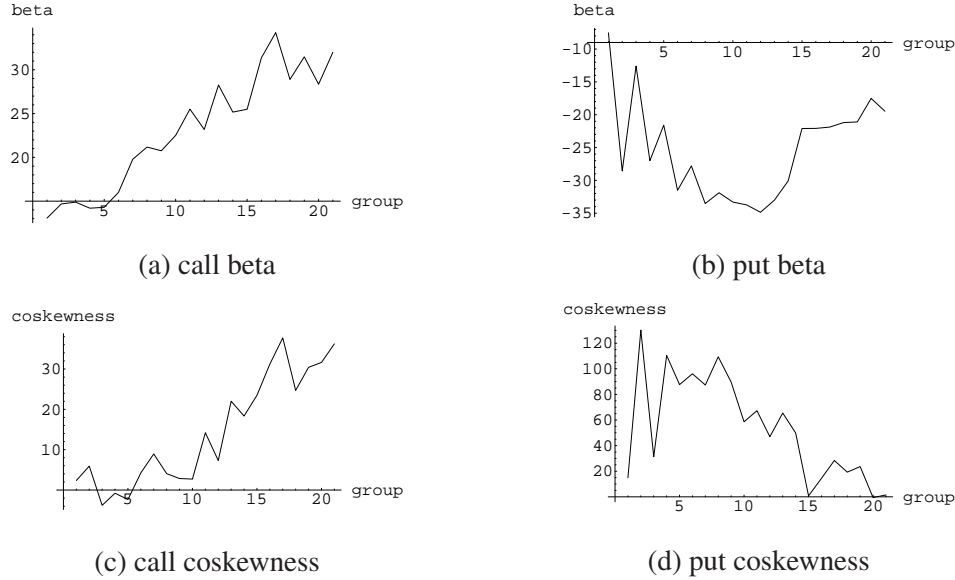 beta
30
25
20
5 10 15 20
group
(a) call beta
beta
-10
-15
-20
-25
-30
-35
5 10 15 20
group
(b) put beta
coskewness
30
20
10
5 10 15 20
group
(c) call coskewness
coskewness
120
100
80
60
40
20
5 10 15 20
group
(d) put coskewness